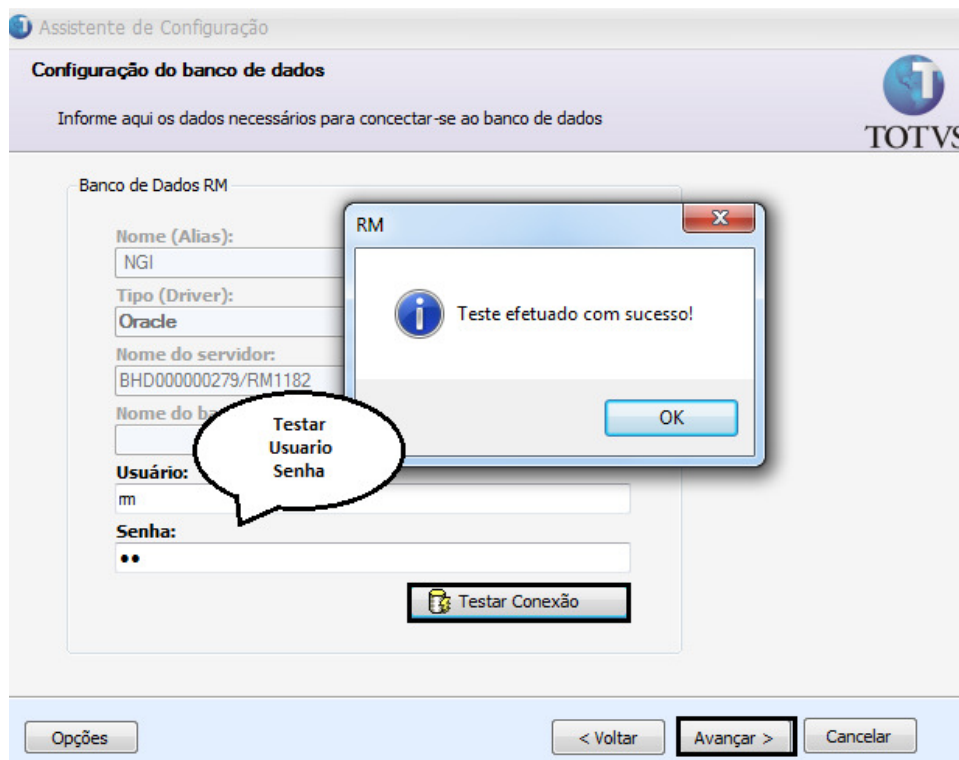 Assistente de Configuração
Configuração do banco de dados
Informe aqui os dados necessários para concectar-se ao banco de dados
TOTVS
Banco de Dados RM
Nome (Alias):
NGI
Tipo (Driver):
Oracle
Nome do servidor:
BHD000000279/RM1182
Nome do
Usuário:
rm
Senha:
Testar
Usuario
Senha
RM
Teste efetuado com sucesso!
OK
Testar Conexão
Opções
< Voltar
Avançar >
Cancelar